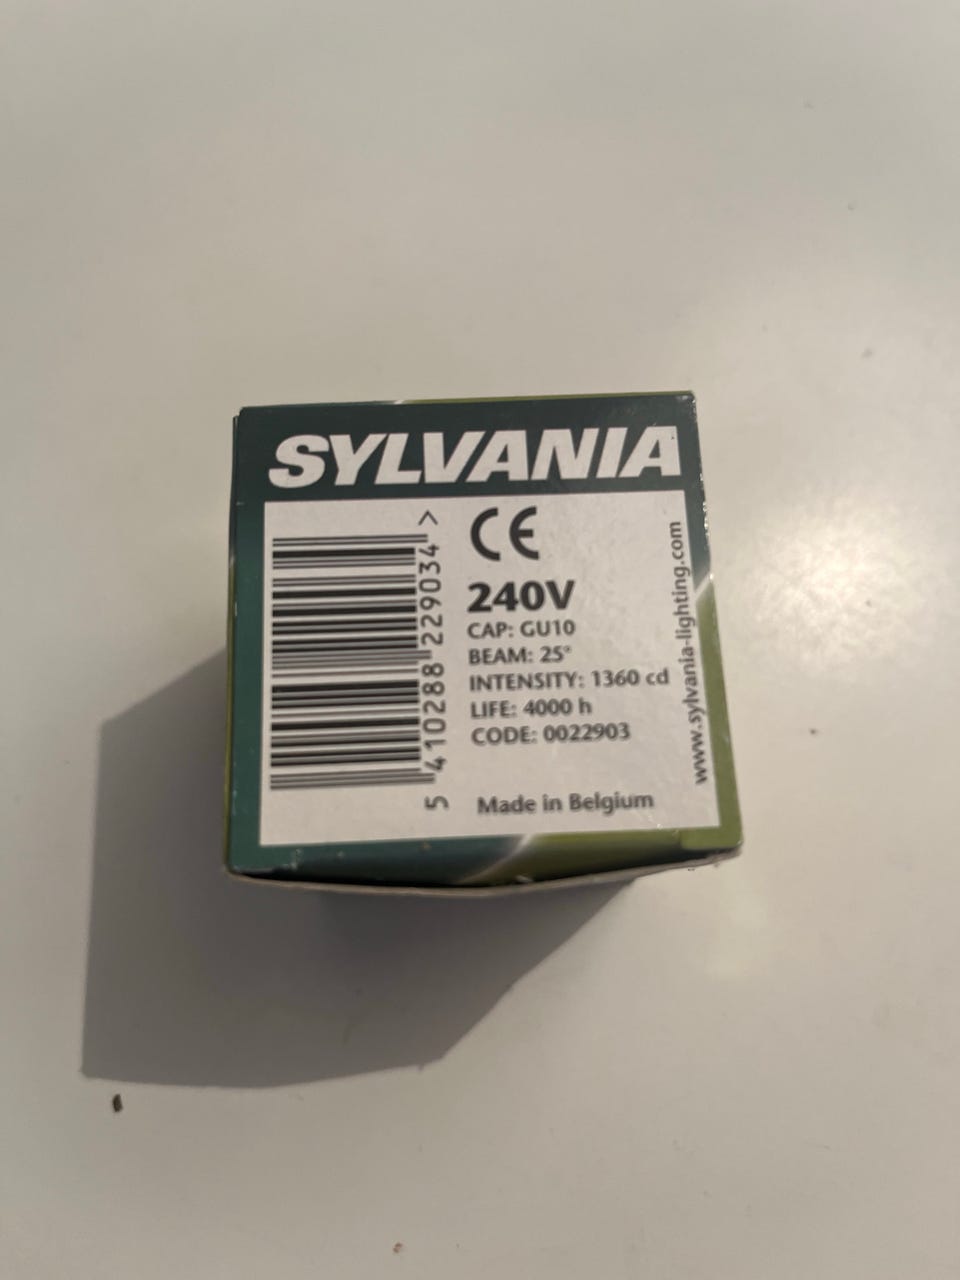 SYLVANIA
CE
240V
CAP: GU10
BEAM: 25°
INTENSITY: 1360 cd
LIFE: 4000 h
CODE: 0022903
Made in Belgium
5 410288 229034 >
www.sylvania-lighting.com